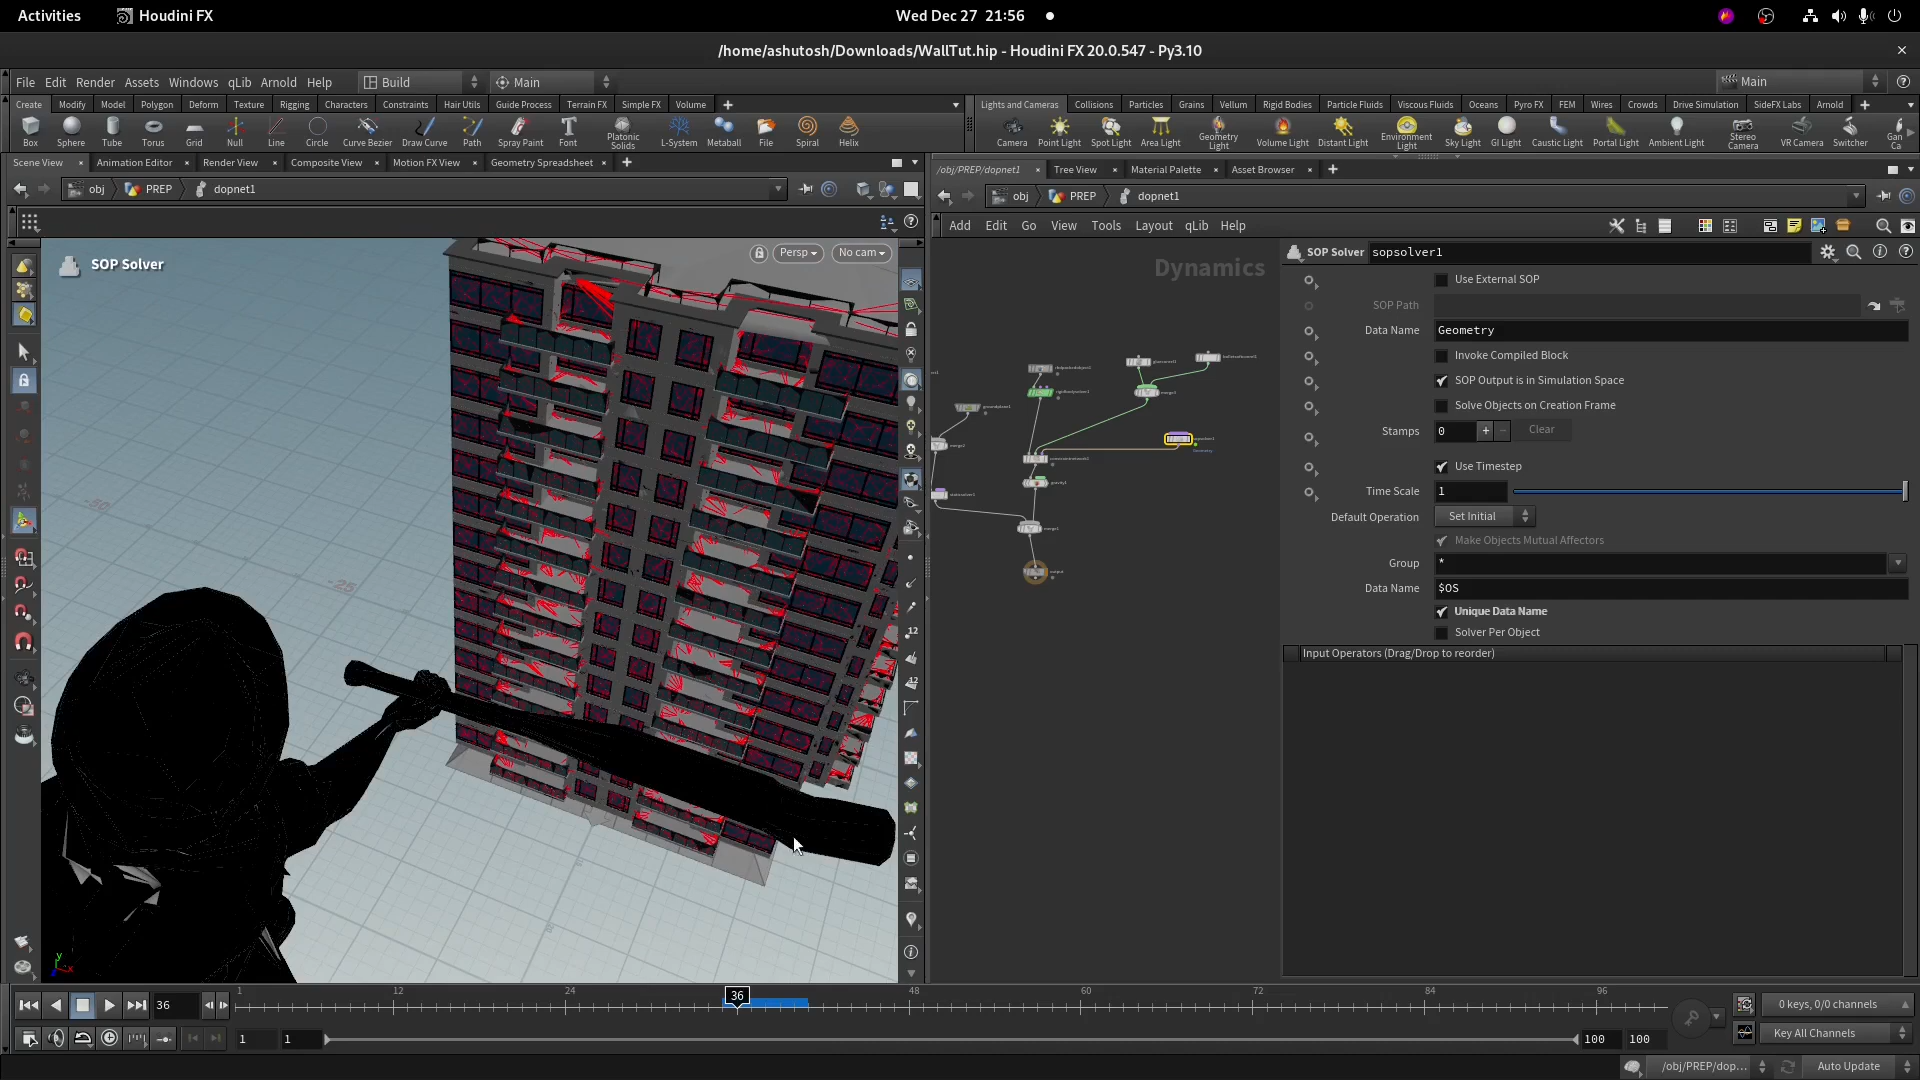 Activities
Houdini FX
Wed Dec 27 21:56
/home/ashutosh/Downloads/WallTut.hip - Houdini FX 20.0.547 - Py3.10
File Edit Render Assets Windows qLib Arnold Help
Build
Main
Main
Create Modify Model Polygon Deform Texture Rigging Characters Constraints Hair Utils Guide Process Terrain FX Simple FX Volume
Lights and Cameras Collisions Particles Grains Vellum Rigid Bodies Particle Fluids Viscous Fluids Oceans Pyro FX FEM Wires Crowds Drive Simulation SideFX Labs Arnold
Box Sphere Tube Torus Grid Null Line Circle Curve Bezier Draw Curve Path Spray Paint Font Platonic Solids L-System Metaball File Spiral Helix
Camera Point Light Spot Light Area Light Geometry Light Volume Light Distant Light Environment Light Sky Light GI Light Caustic Light Portal Light Ambient Light Stereo Camera VR Camera Switcher Gan Ca
Scene View Animation Editor Render View Composite View Motion FX View Geometry Spreadsheet
/obj/PREP/dopnet1 Tree View Material Palette Asset Browser
obj PREP dopnet1
obj PREP dopnet1
Add Edit Go View Tools Layout qLib Help
SOP Solver
Persp
No cam
Dynamics
SOP Solver sopsolver1
Use External SOP
SOP Path
Data Name Geometry
Invoke Compiled Block
SOP Output is in Simulation Space
Solve Objects on Creation Frame
Stamps 0 + − Clear
Use Timestep
Time Scale 1
Default Operation Set Initial
Make Objects Mutual Affectors
Group *
Data Name $OS
Unique Data Name
Solver Per Object
Input Operators (Drag/Drop to reorder)
merge1
gravity1
output
12
12
25
y
x
36
1 12 24 36 48 60 72 84 96
0 keys, 0/0 channels
1 1
100 100
Key All Channels
/obj/PREP/dop...
Auto Update